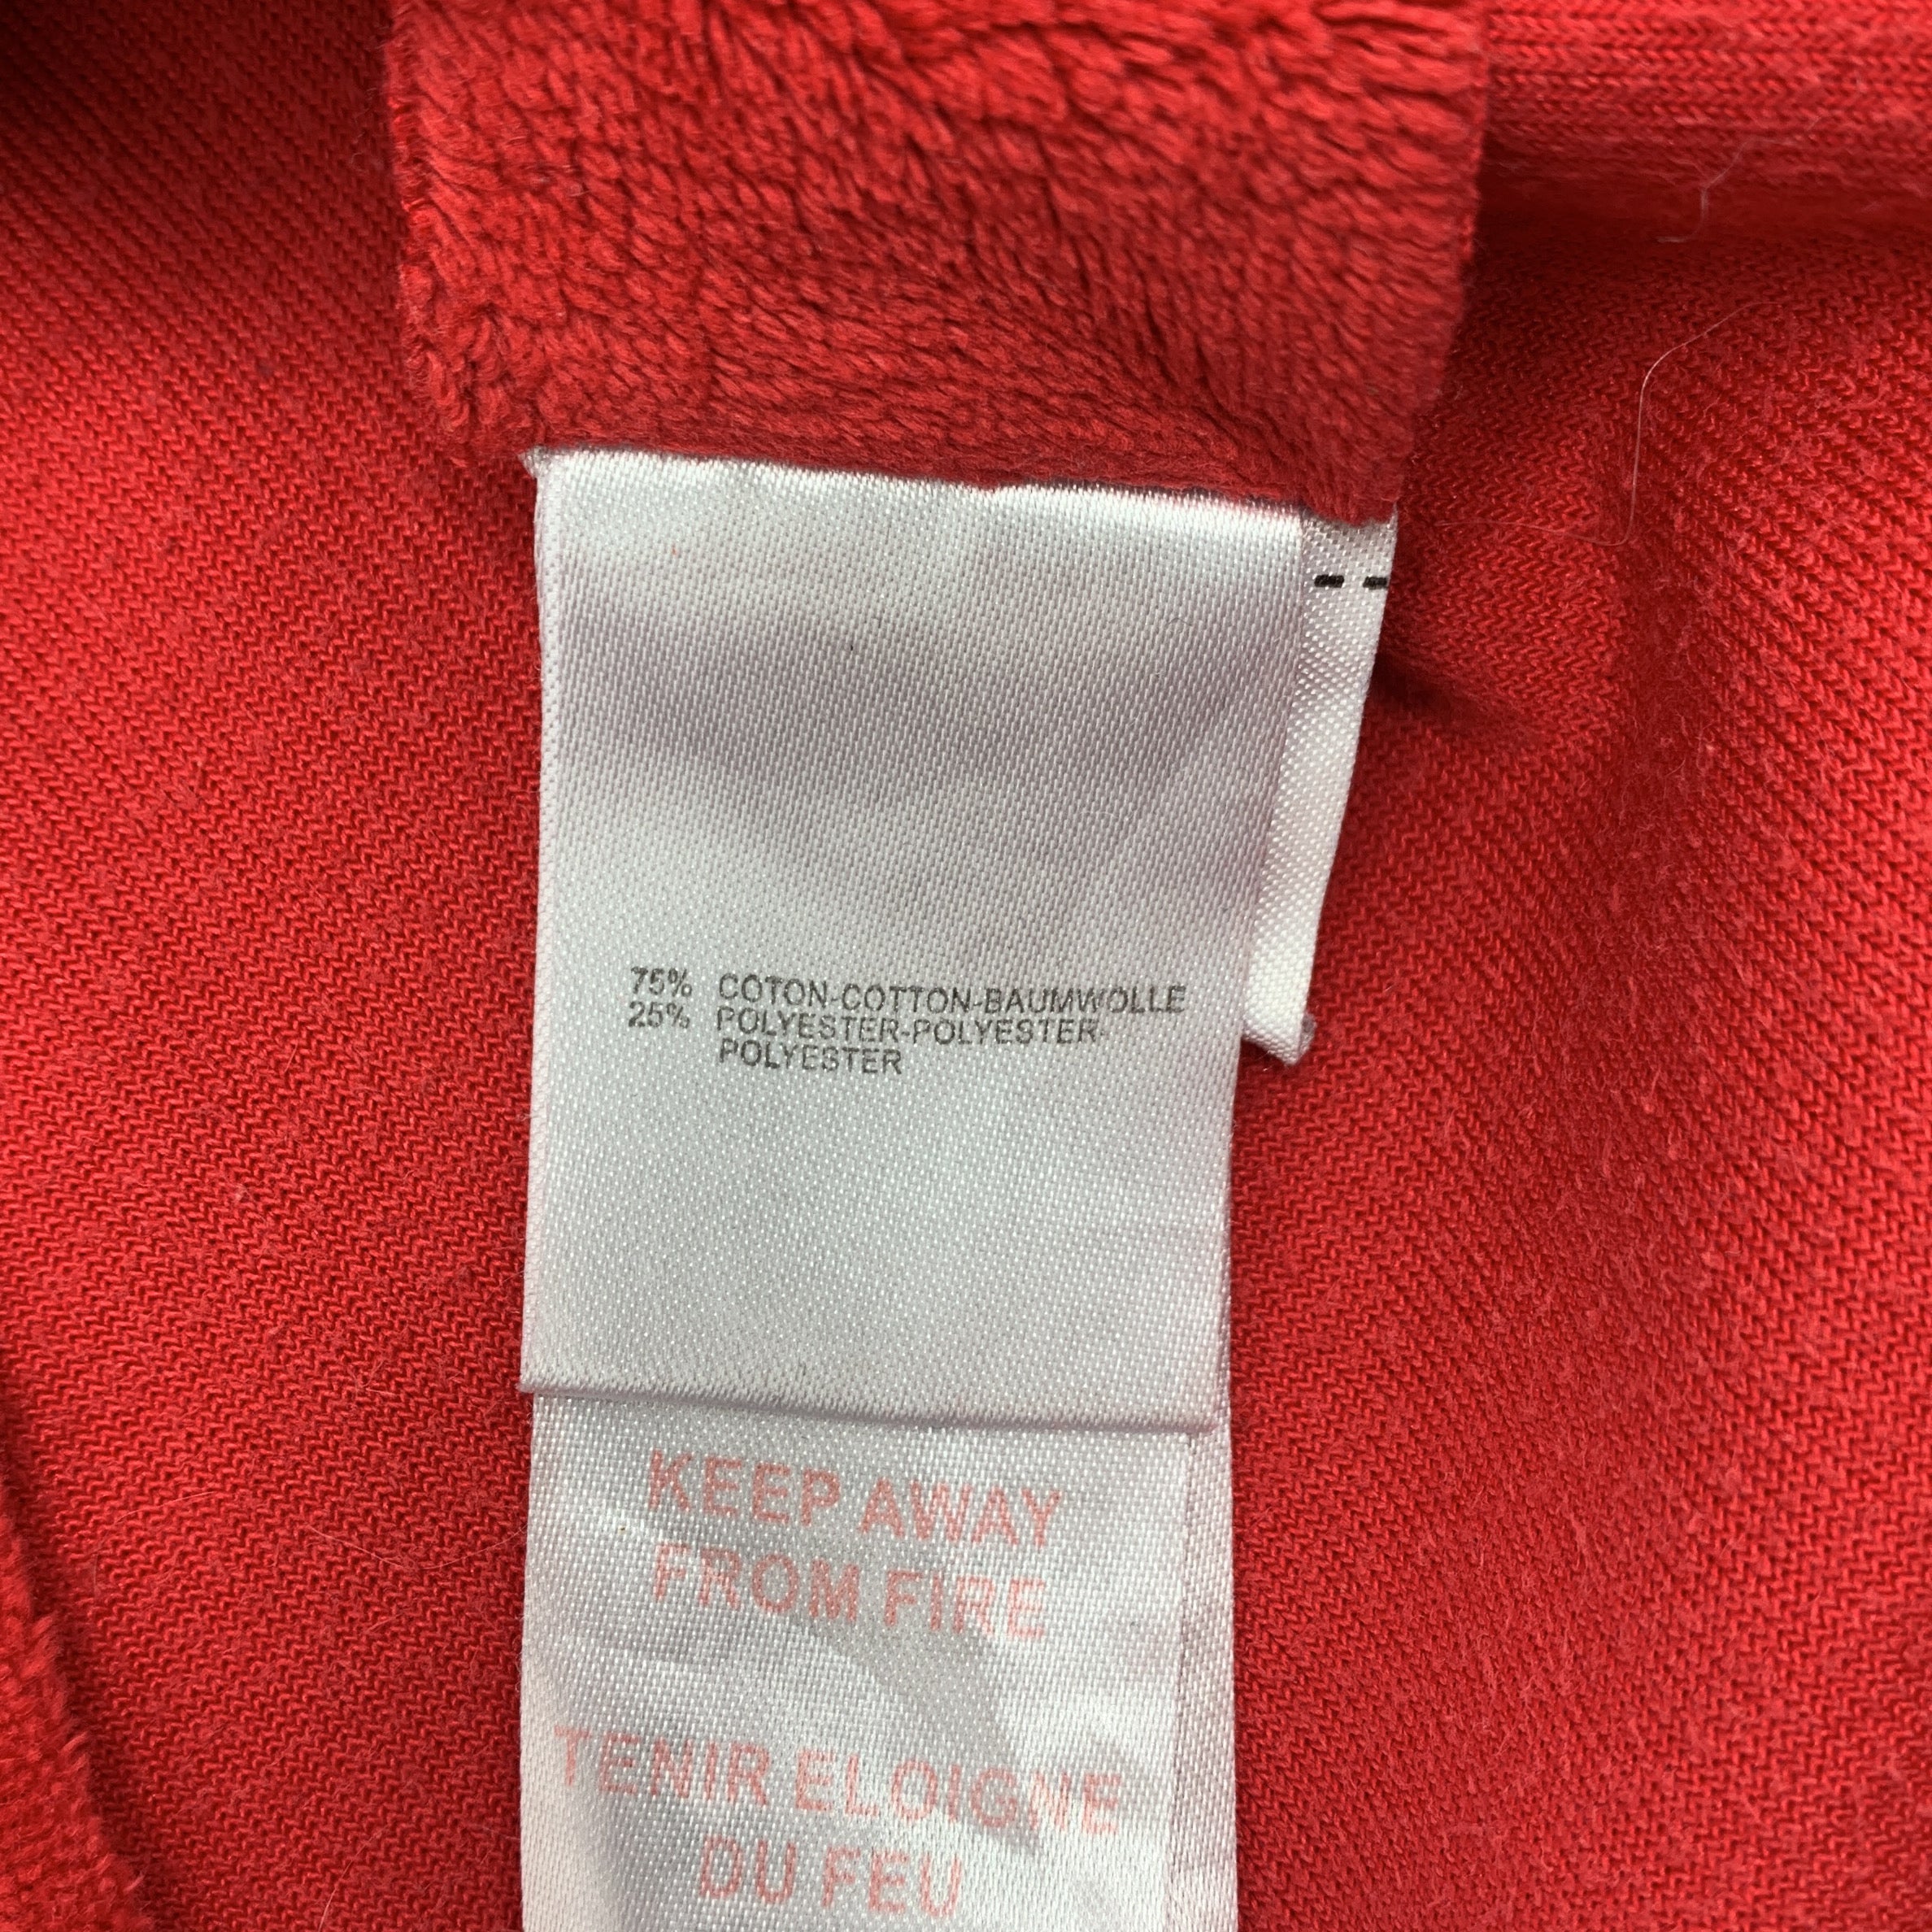 75% COTON-COTTON-BAUMWOLLE
25% POLYESTER-POLYESTER-
POLYESTER
KEEP AWAY
FROM FIRE
TENIR ELOIGNE
DU FEU